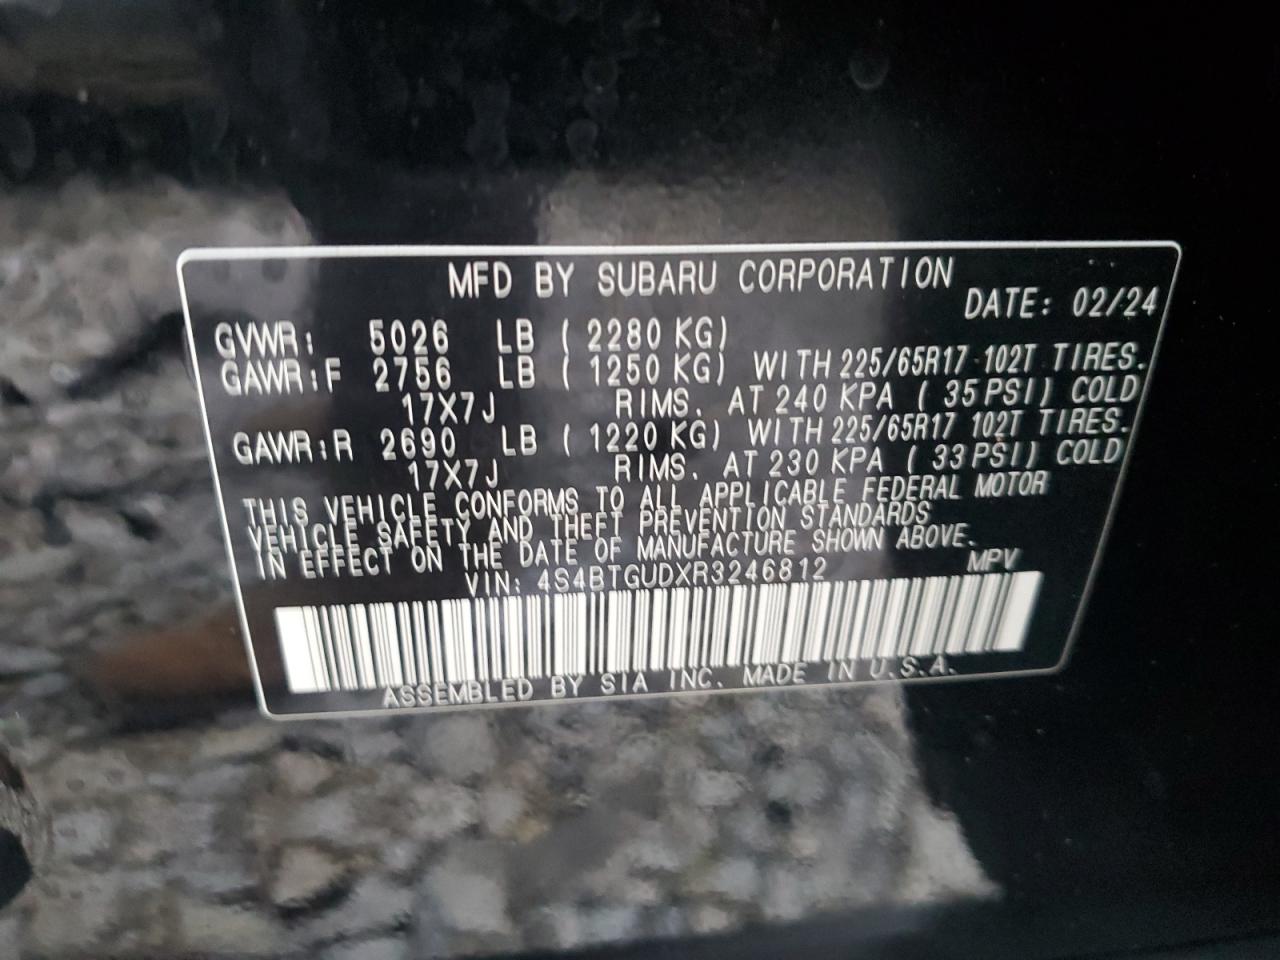 MFD BY SUBARU CORPORATION
DATE: 02/24
GVWR: 5026 LB ( 2280 KG)
GAWR:F 2756 LB ( 1250 KG) WITH 225/65R17 102T TIRES.
17X7J RIMS. AT 240 KPA ( 35 PSI) COLD
GAWR:R 2690 LB ( 1220 KG) WITH 225/65R17 102T TIRES.
17X7J RIMS. AT 230 KPA ( 33 PSI) COLD
THIS VEHICLE CONFORMS TO ALL APPLICABLE FEDERAL MOTOR
VEHICLE SAFETY AND THEFT PREVENTION STANDARDS
IN EFFECT ON THE DATE OF MANUFACTURE SHOWN ABOVE.
VIN: 4S4BTGUDXR3246812 MPV
ASSEMBLED BY SIA INC. MADE IN U.S.A.